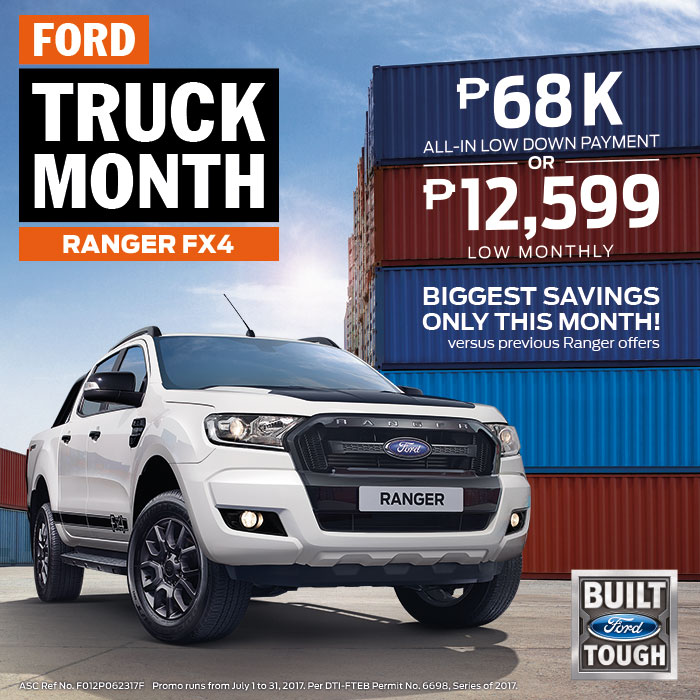 FORD
TRUCK
MONTH
RANGER FX4
₱68K
ALL-IN LOW DOWN PAYMENT
OR
₱12,599
LOW MONTHLY
BIGGEST SAVINGS
ONLY THIS MONTH!
versus previous Ranger offers
RANGER
Ford
RANGER
BUILT
Ford
TOUGH
ASC Ref No. F012P062317F Promo runs from July 1 to 31, 2017. Per DTI-FTEB Permit No. 6698, Series of 2017.